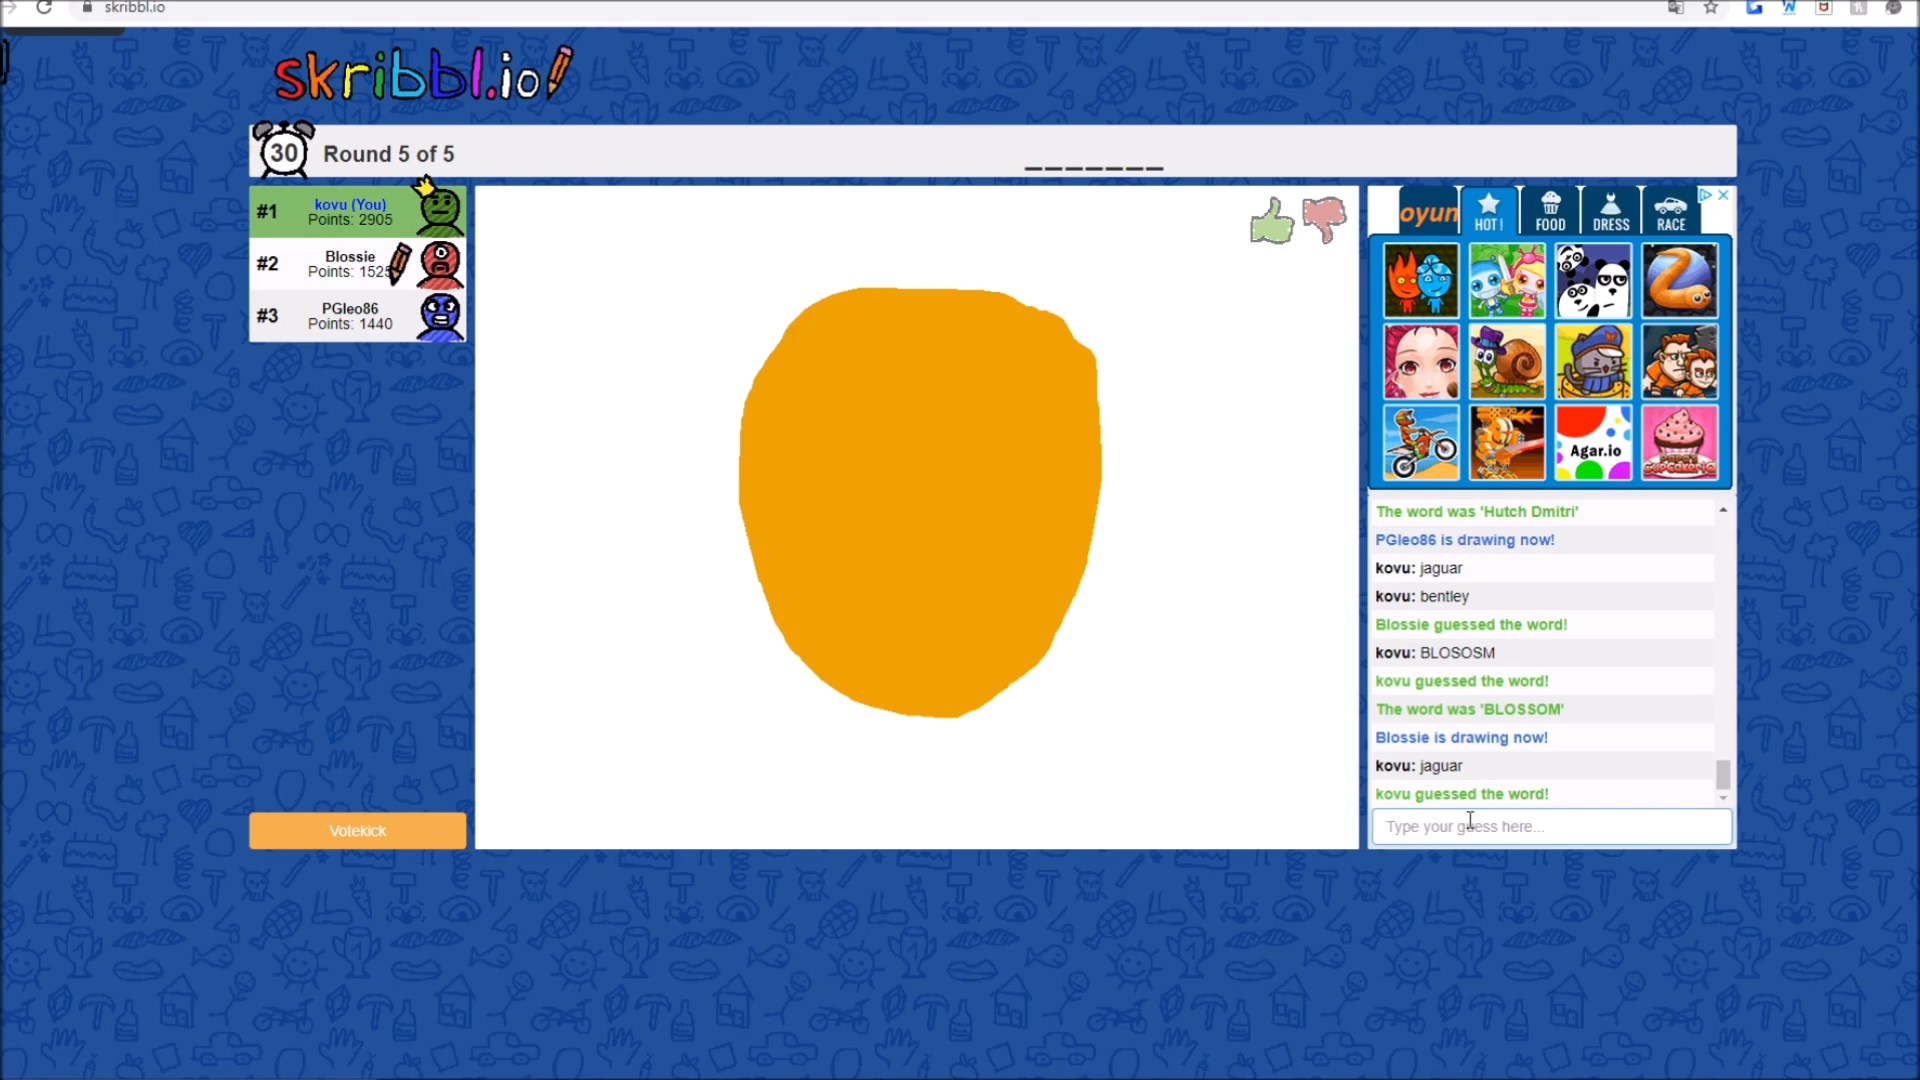 skribbl.io
skribbl.io
30
Round 5 of 5
#1
kovu (You)
Points: 2905
#2
Blossie
Points: 1525
#3
PGleo86
Points: 1440
Votekick
oyun
HOT!
FOOD
DRESS
RACE
Agar.io
PAPA'S
CUPCAKERIA
The word was 'Hutch Dmitri'
PGleo86 is drawing now!
kovu: jaguar
kovu: bentley
Blossie guessed the word!
kovu: BLOSOSM
kovu guessed the word!
The word was 'BLOSSOM'
Blossie is drawing now!
kovu: jaguar
kovu guessed the word!
Type your guess here...